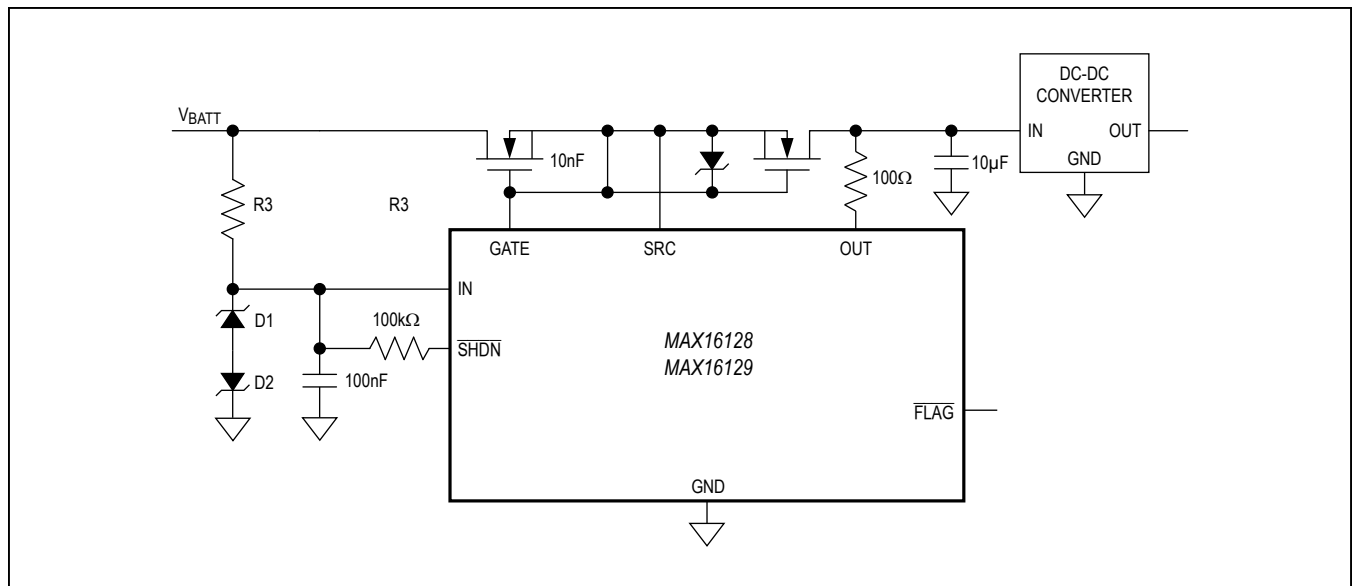 DC-DC
CONVERTER
V_BATT
IN
OUT
GND
10nF
10µF
100Ω
R3
R3
GATE
SRC
OUT
IN
D1
100kΩ
SHDN
MAX16128
MAX16129
D2
100nF
FLAG
GND